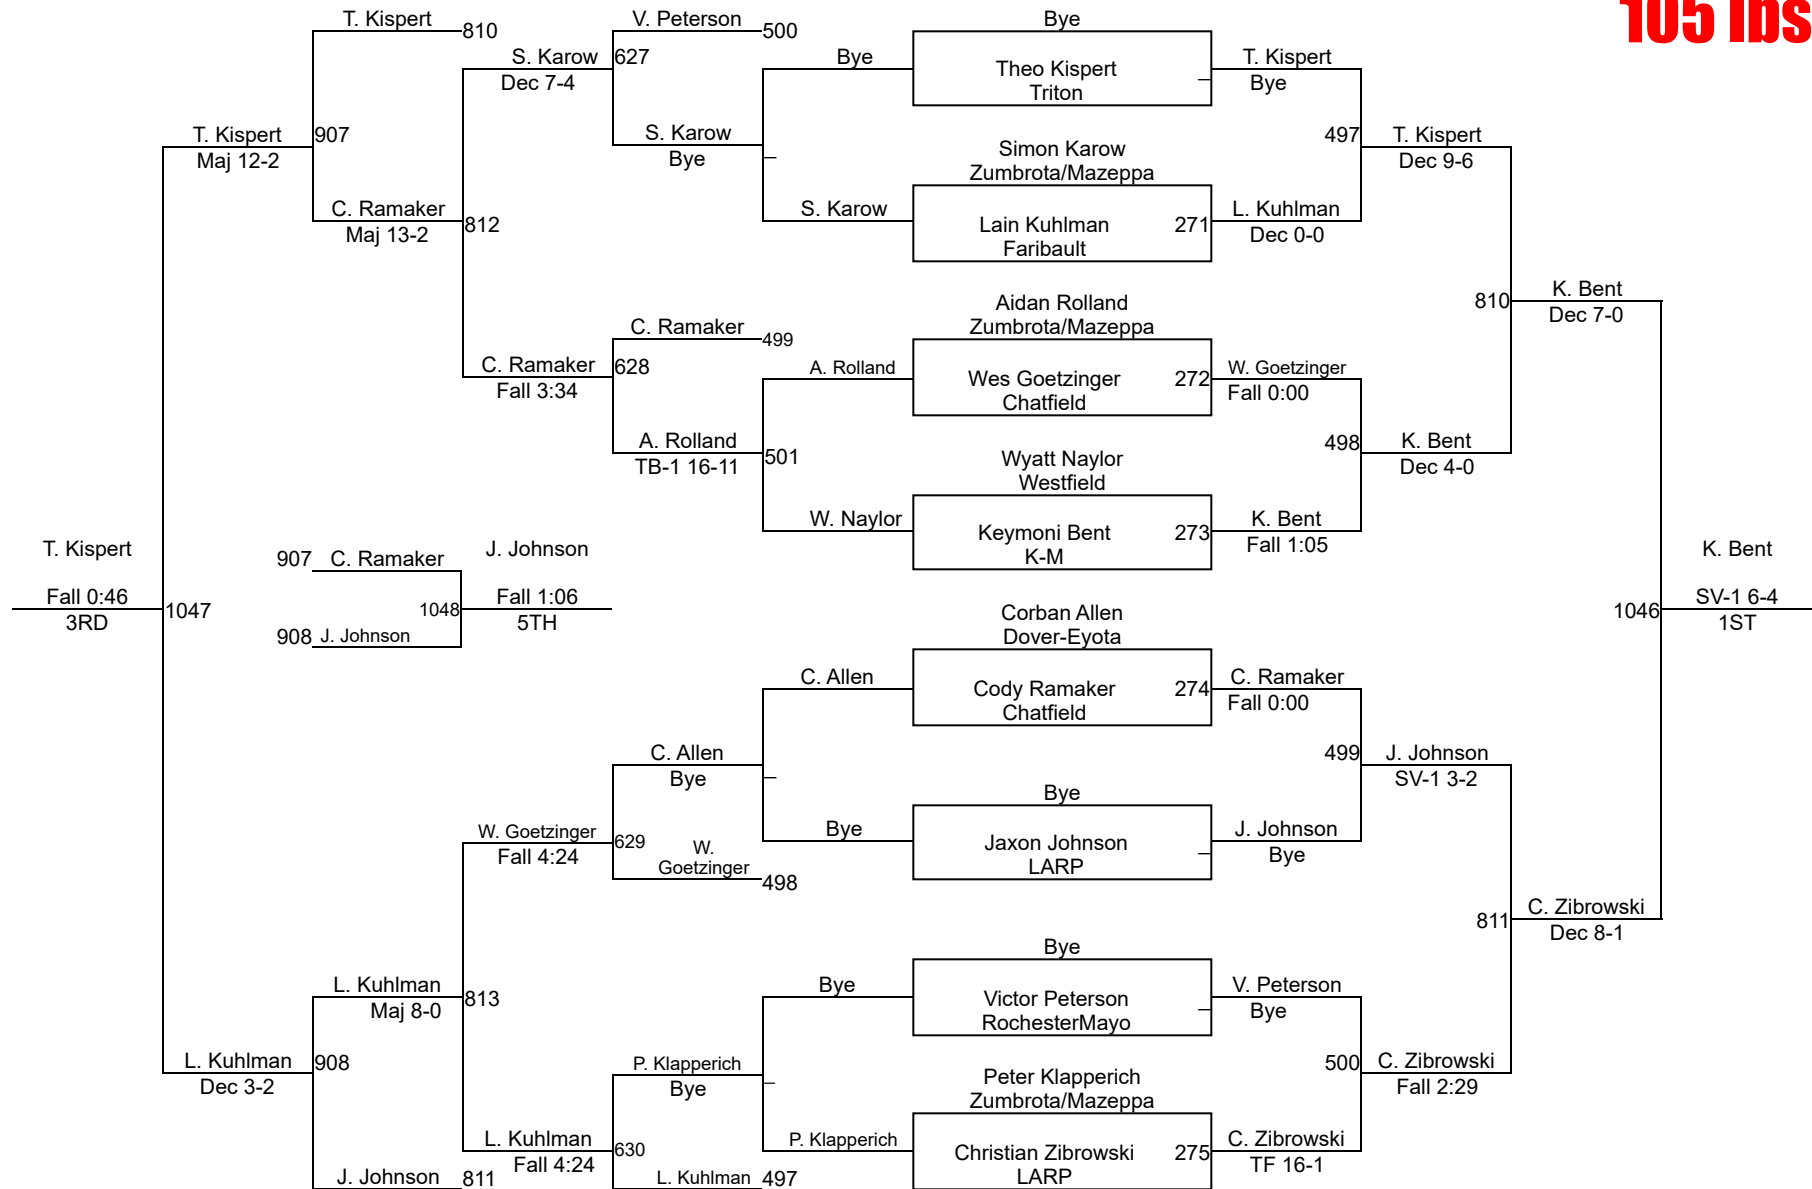 105 lbs
T. Kispert
810
V. Peterson
500
Bye
S. Karow
627
Dec 7-4
Bye
Theo Kispert
Triton
–
T. Kispert
Bye
T. Kispert
907
Maj 12-2
S. Karow
Bye
–
Simon Karow
Zumbrota/Mazeppa
497
T. Kispert
Dec 9-6
C. Ramaker
Maj 13-2
812
S. Karow
Lain Kuhlman
Faribault
271
L. Kuhlman
Dec 0-0
Aidan Rolland
Zumbrota/Mazeppa
810
K. Bent
Dec 7-0
C. Ramaker
499
C. Ramaker
628
Fall 3:34
A. Rolland
Wes Goetzinger
Chatfield
272
W. Goetzinger
Fall 0:00
A. Rolland
TB-1 16-11
501
Wyatt Naylor
Westfield
498
K. Bent
Dec 4-0
W. Naylor
Keymoni Bent
K-M
273
K. Bent
Fall 1:05
T. Kispert
Fall 0:46
3RD
1047
907
C. Ramaker
908
J. Johnson
1048
J. Johnson
Fall 1:06
5TH
K. Bent
1046
SV-1 6-4
1ST
Corban Allen
Dover-Eyota
C. Allen
Cody Ramaker
Chatfield
274
C. Ramaker
Fall 0:00
C. Allen
Bye
–
499
J. Johnson
SV-1 3-2
Bye
W. Goetzinger
629
Fall 4:24
W.
Goetzinger
498
Bye
Jaxon Johnson
LARP
–
J. Johnson
Bye
811
C. Zibrowski
Dec 8-1
Bye
L. Kuhlman
Maj 8-0
813
Bye
Victor Peterson
RochesterMayo
–
V. Peterson
Bye
L. Kuhlman
908
Dec 3-2
P. Klapperich
Bye
–
Peter Klapperich
Zumbrota/Mazeppa
500
C. Zibrowski
Fall 2:29
L. Kuhlman
630
Fall 4:24
P. Klapperich
Christian Zibrowski
LARP
275
C. Zibrowski
TF 16-1
J. Johnson
811
L. Kuhlman
497